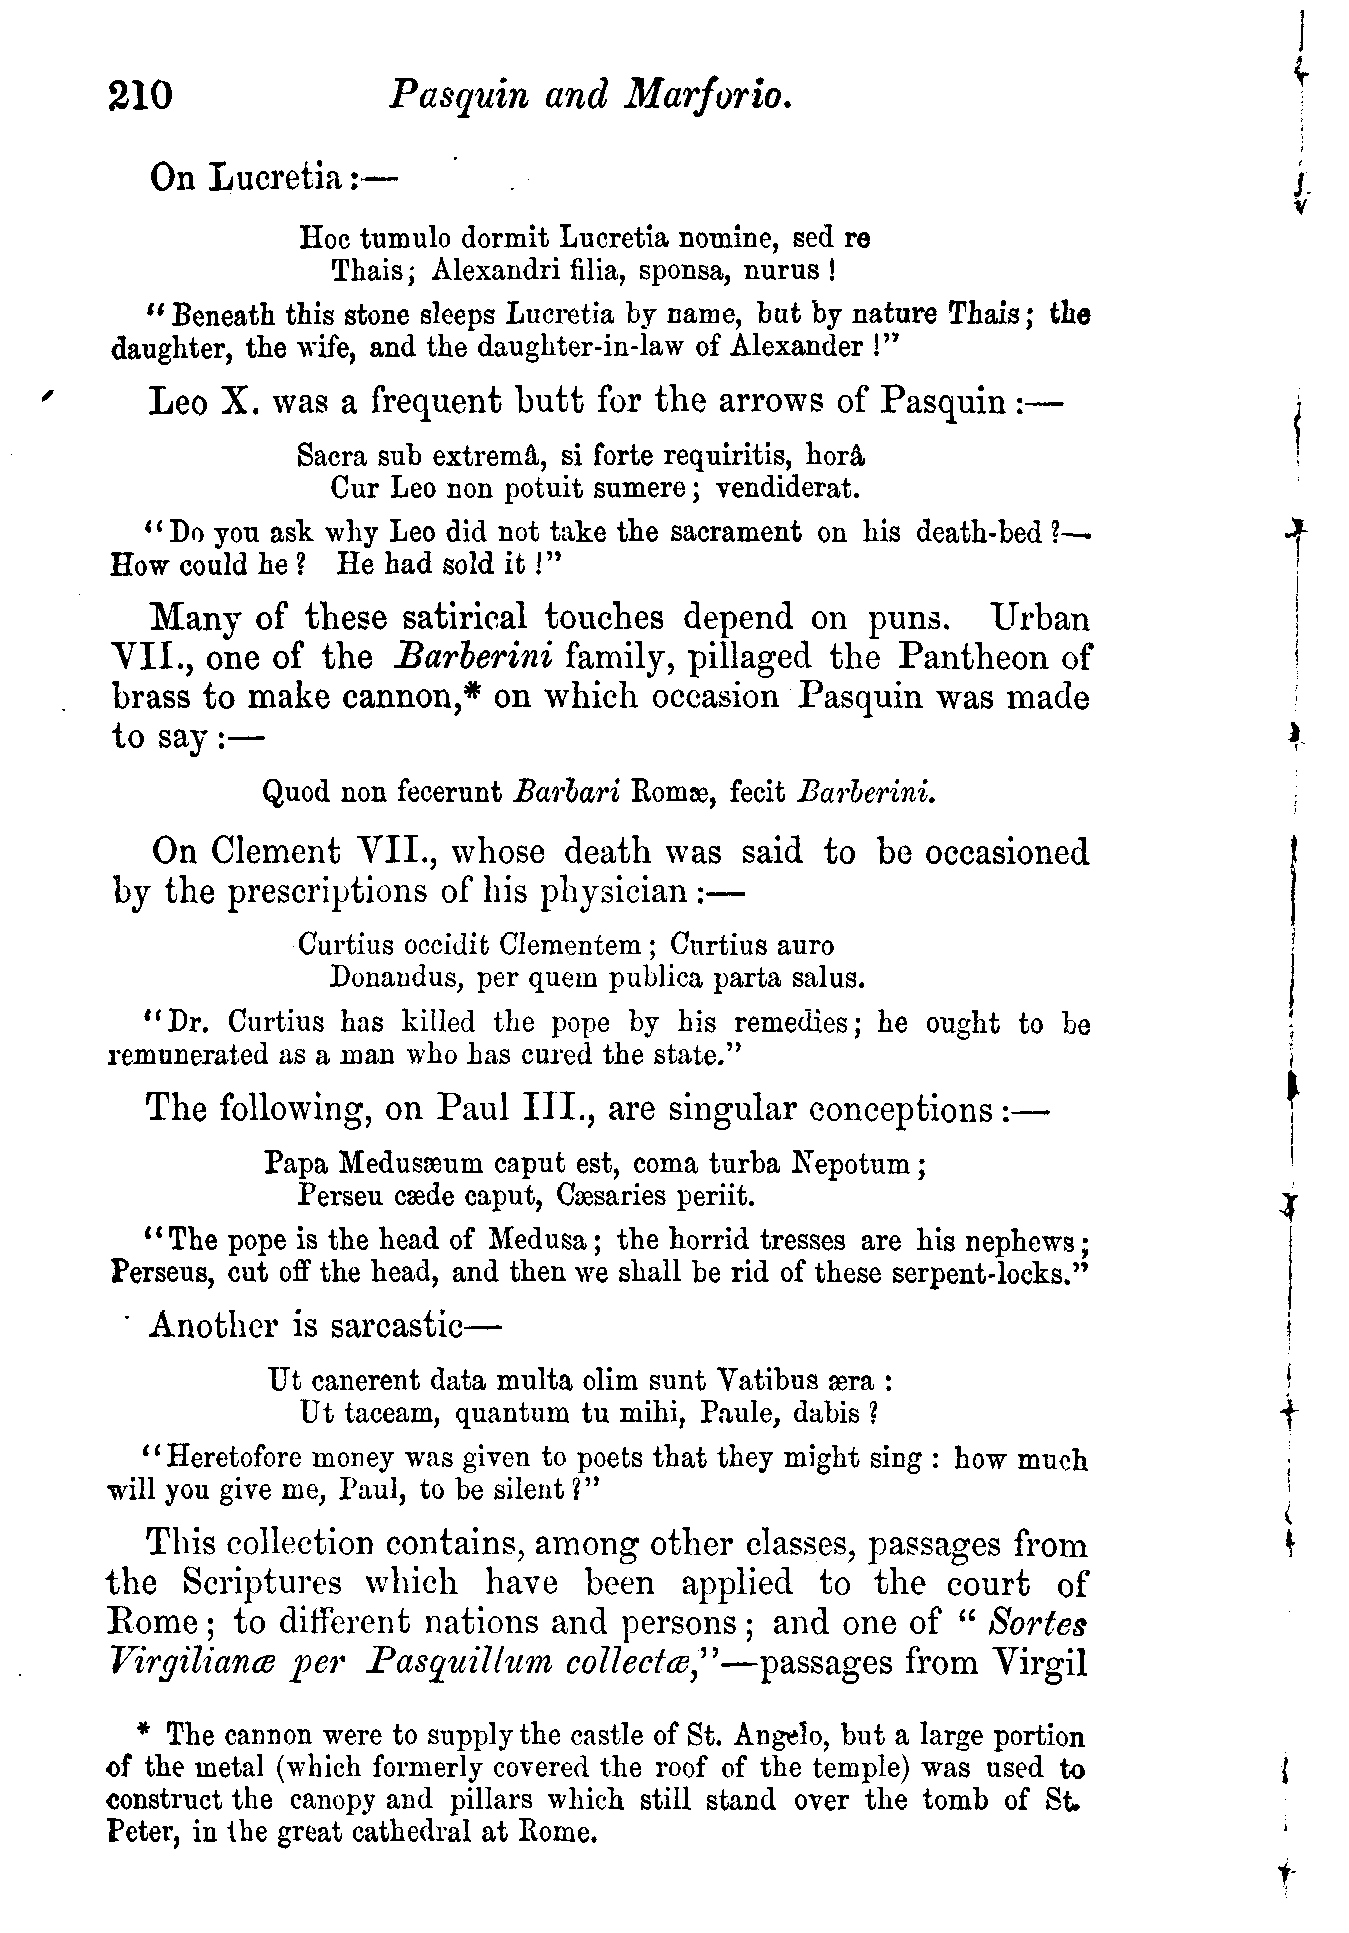 210 Pasquin and Marforio.
On Lucretia :—
Hoc tumulo dormit Lucretia nomine, sed re
Thais; Alexandri filia, sponsa, nurus !
“Beneath this stone sleeps Lucretia by name, but by nature Thais; the
daughter, the wife, and the daughter-in-law of Alexander !”
Leo X. was a frequent butt for the arrows of Pasquin :—
Sacra sub extremâ, si forte requiritis, horâ
Cur Leo non potuit sumere; vendiderat.
“Do you ask why Leo did not take the sacrament on his death-bed ?—
How could he ? He had sold it !”
Many of these satirical touches depend on puns. Urban
VII., one of the Barberini family, pillaged the Pantheon of
brass to make cannon,* on which occasion Pasquin was made
to say :—
Quod non fecerunt Barbari Romæ, fecit Barberini.
On Clement VII., whose death was said to be occasioned
by the prescriptions of his physician :—
Curtius occidit Clementem; Curtius auro
Donandus, per quem publica parta salus.
“Dr. Curtius has killed the pope by his remedies; he ought to be
remunerated as a man who has cured the state.”
The following, on Paul III., are singular conceptions :—
Papa Medusæum caput est, coma turba Nepotum;
Perseu cæde caput, Cæsaries periit.
“The pope is the head of Medusa; the horrid tresses are his nephews;
Perseus, cut off the head, and then we shall be rid of these serpent-locks.”
Another is sarcastic—
Ut canerent data multa olim sunt Vatibus æra :
Ut taceam, quantum tu mihi, Paule, dabis ?
“Heretofore money was given to poets that they might sing : how much
will you give me, Paul, to be silent ?”
This collection contains, among other classes, passages from
the Scriptures which have been applied to the court of
Rome; to different nations and persons; and one of “Sortes
Virgilianæ per Pasquillum collectæ,”—passages from Virgil
* The cannon were to supply the castle of St. Angelo, but a large portion
of the metal (which formerly covered the roof of the temple) was used to
construct the canopy and pillars which still stand over the tomb of St.
Peter, in the great cathedral at Rome.